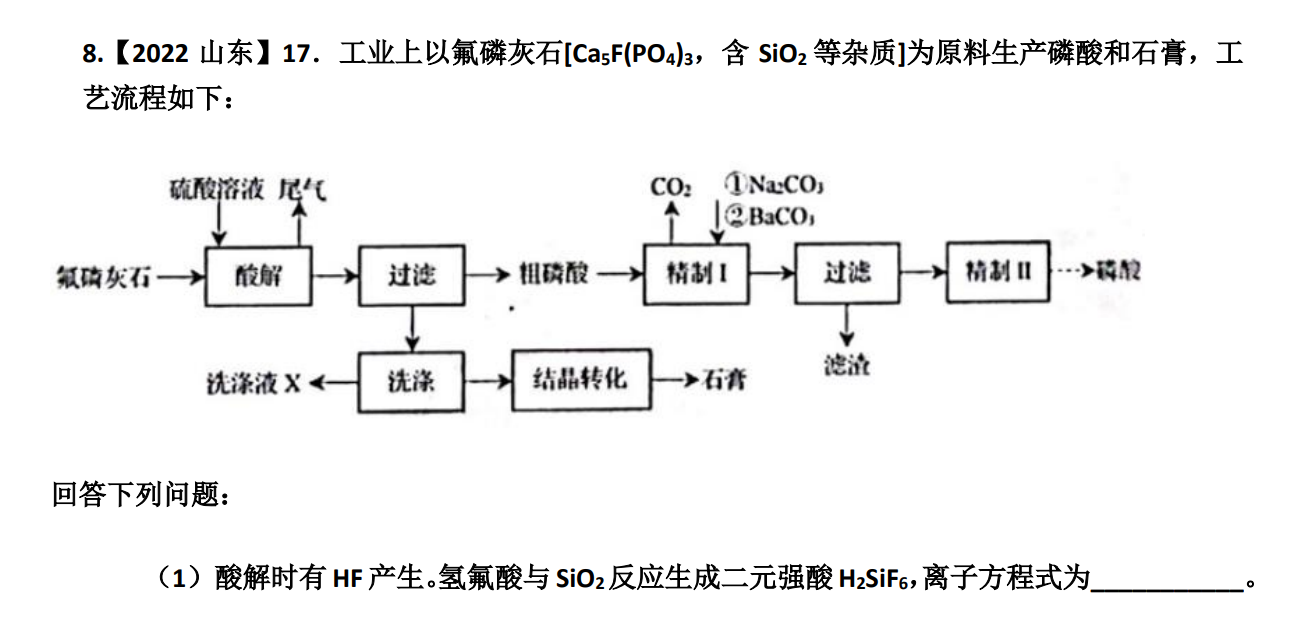 8.【2022 山东】17．工业上以氟磷灰石[Ca₅F(PO₄)₃，含 SiO₂ 等杂质]为原料生产磷酸和石膏，工
艺流程如下：
硫酸溶液 尾气
CO₂ ①Na₂CO₃
②BaCO₃
氟磷灰石 酸解 过滤 粗磷酸 精制 I 过滤 精制 II 磷酸
滤渣
洗涤液 X 洗涤 结晶转化 石膏
回答下列问题：
（1）酸解时有 HF 产生。氢氟酸与 SiO₂ 反应生成二元强酸 H₂SiF₆，离子方程式为___________。